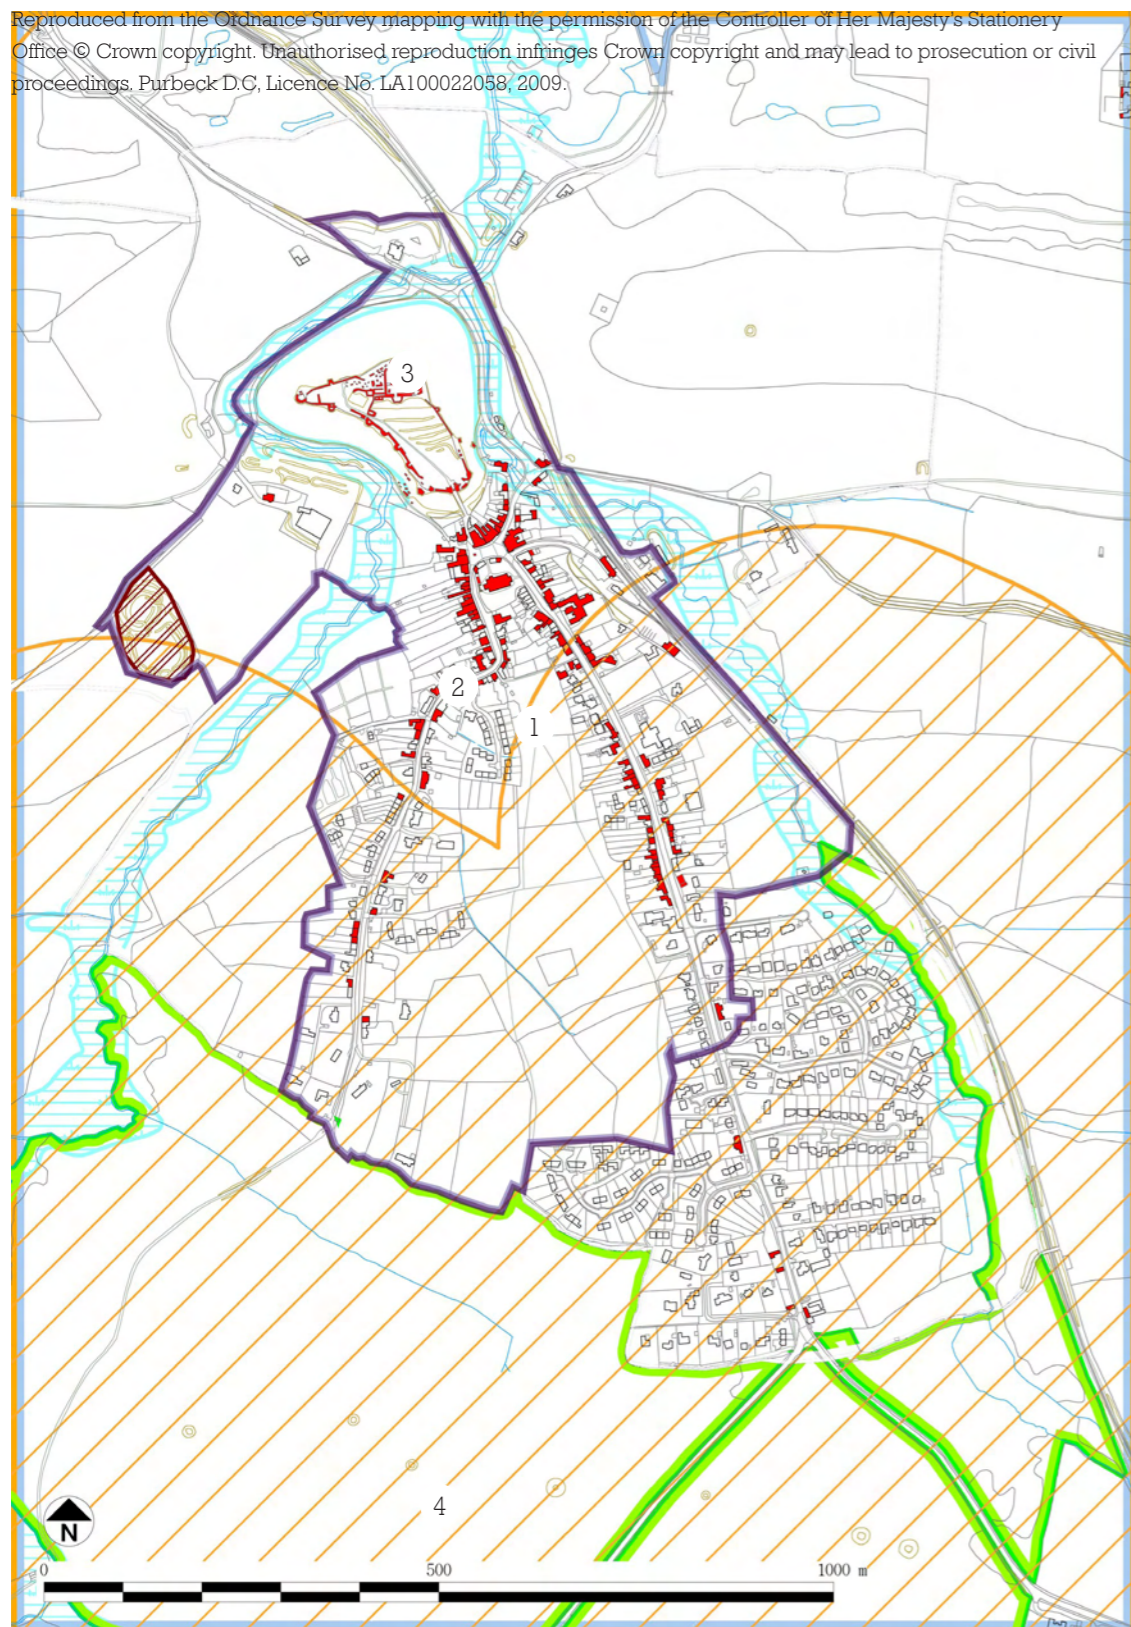 Reproduced from the Ordnance Survey mapping with the permission of the Controller of Her Majesty's Stationery
Office © Crown copyright. Unauthorised reproduction infringes Crown copyright and may lead to prosecution or civil
proceedings. Purbeck D.C, Licence No. LA100022058, 2009.
3
2
1
4
N
0 500 1000 m